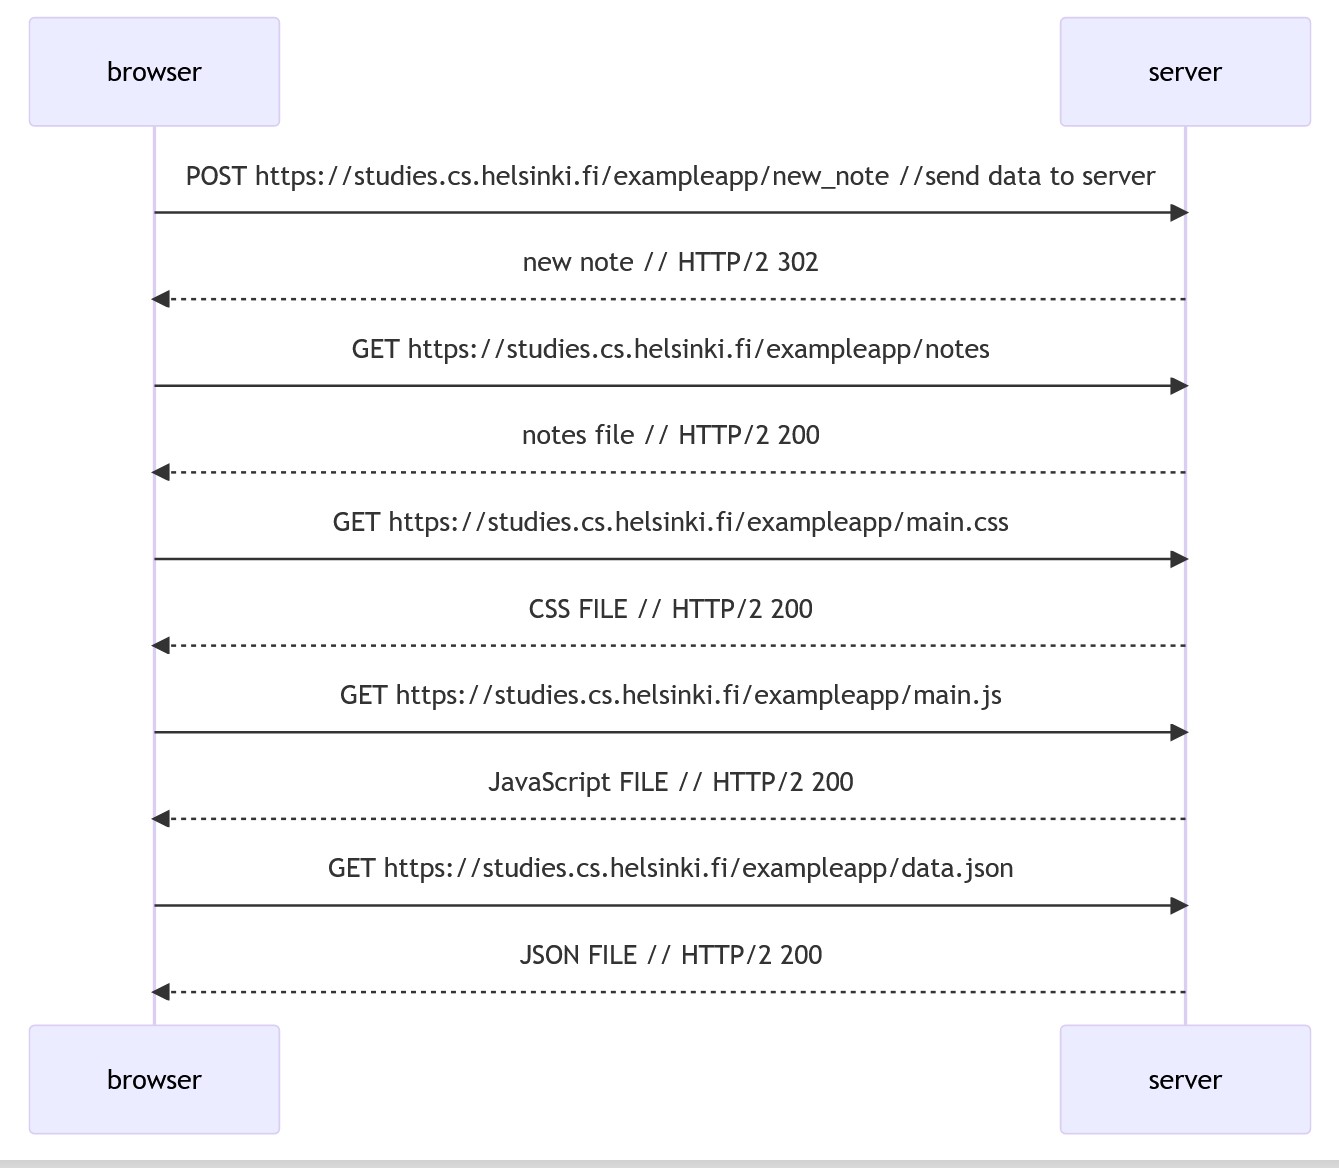 browser
server
POST https://studies.cs.helsinki.fi/exampleapp/new_note //send data to server
new note // HTTP/2 302
GET https://studies.cs.helsinki.fi/exampleapp/notes
notes file // HTTP/2 200
GET https://studies.cs.helsinki.fi/exampleapp/main.css
CSS FILE // HTTP/2 200
GET https://studies.cs.helsinki.fi/exampleapp/main.js
JavaScript FILE // HTTP/2 200
GET https://studies.cs.helsinki.fi/exampleapp/data.json
JSON FILE // HTTP/2 200
browser
server